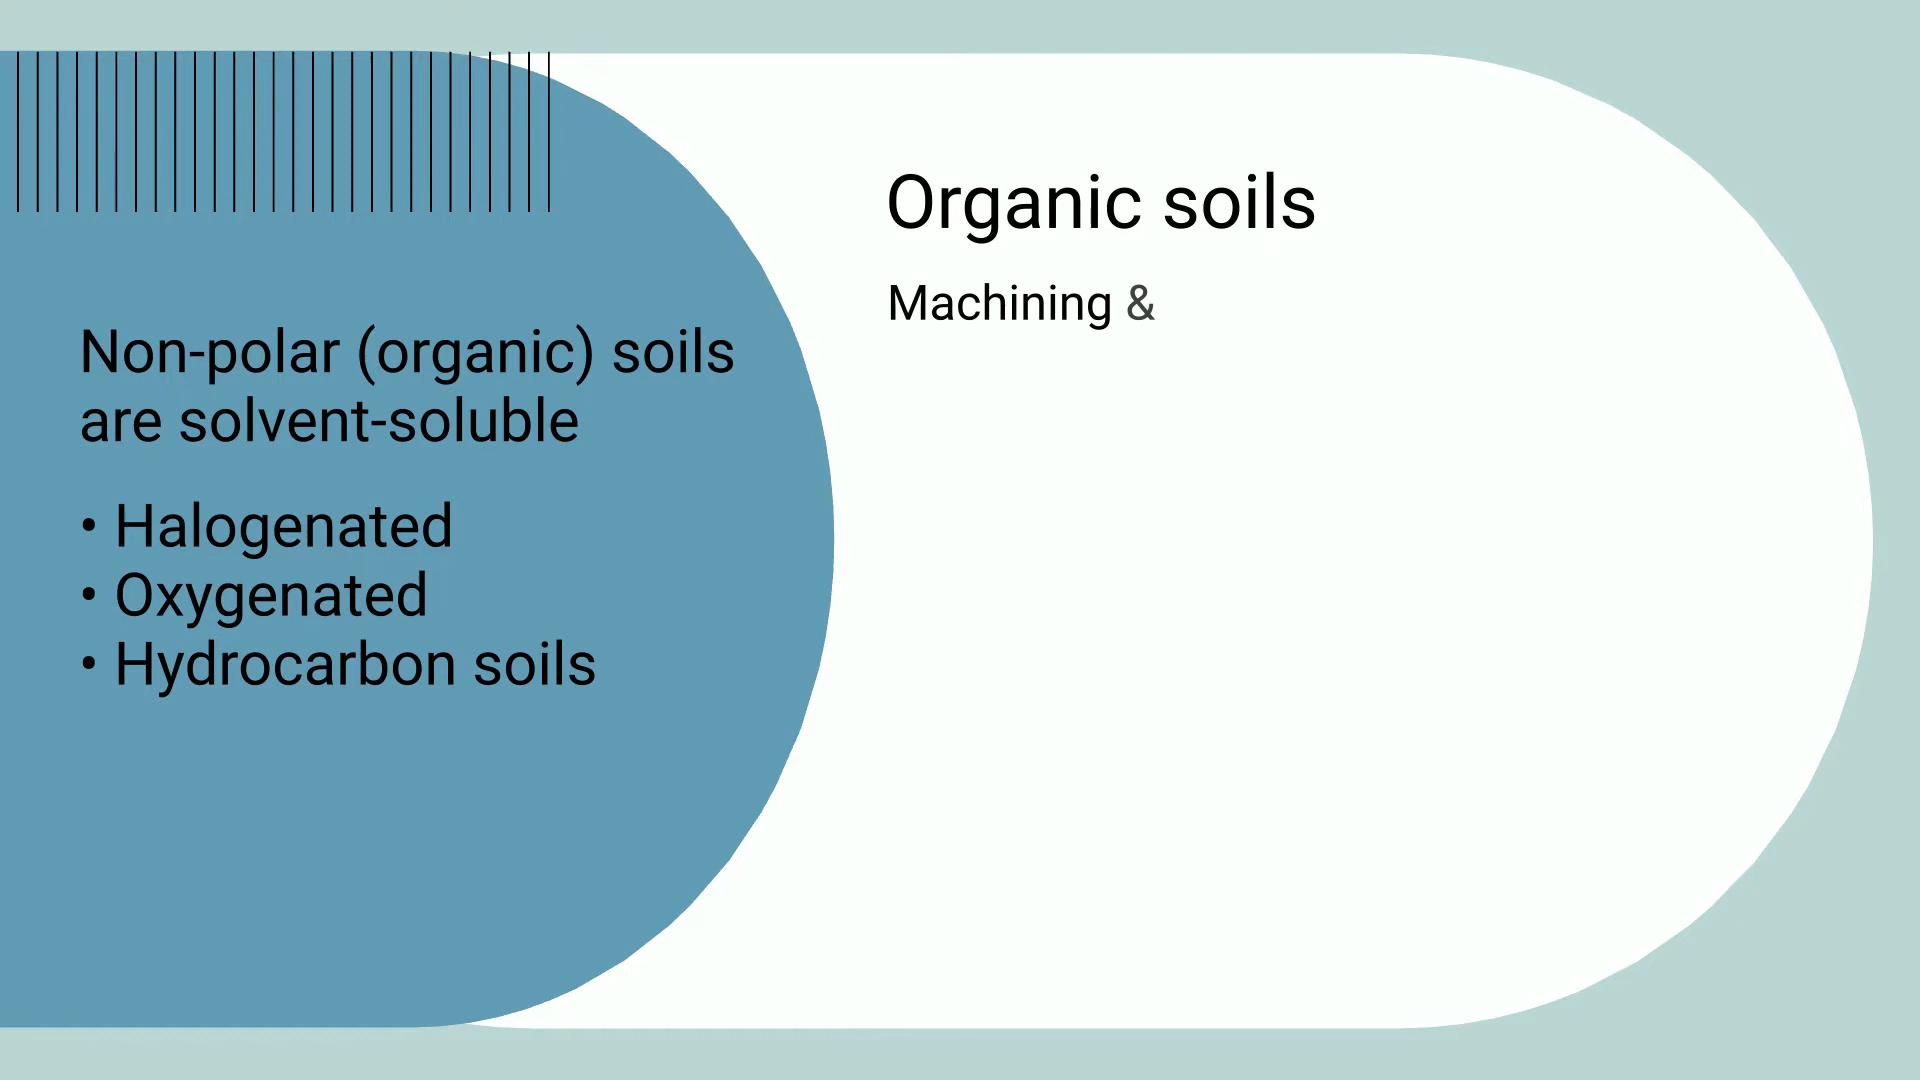 Non-polar (organic) soils
are solvent-soluble
• Halogenated
• Oxygenated
• Hydrocarbon soils
Organic soils
Machining &